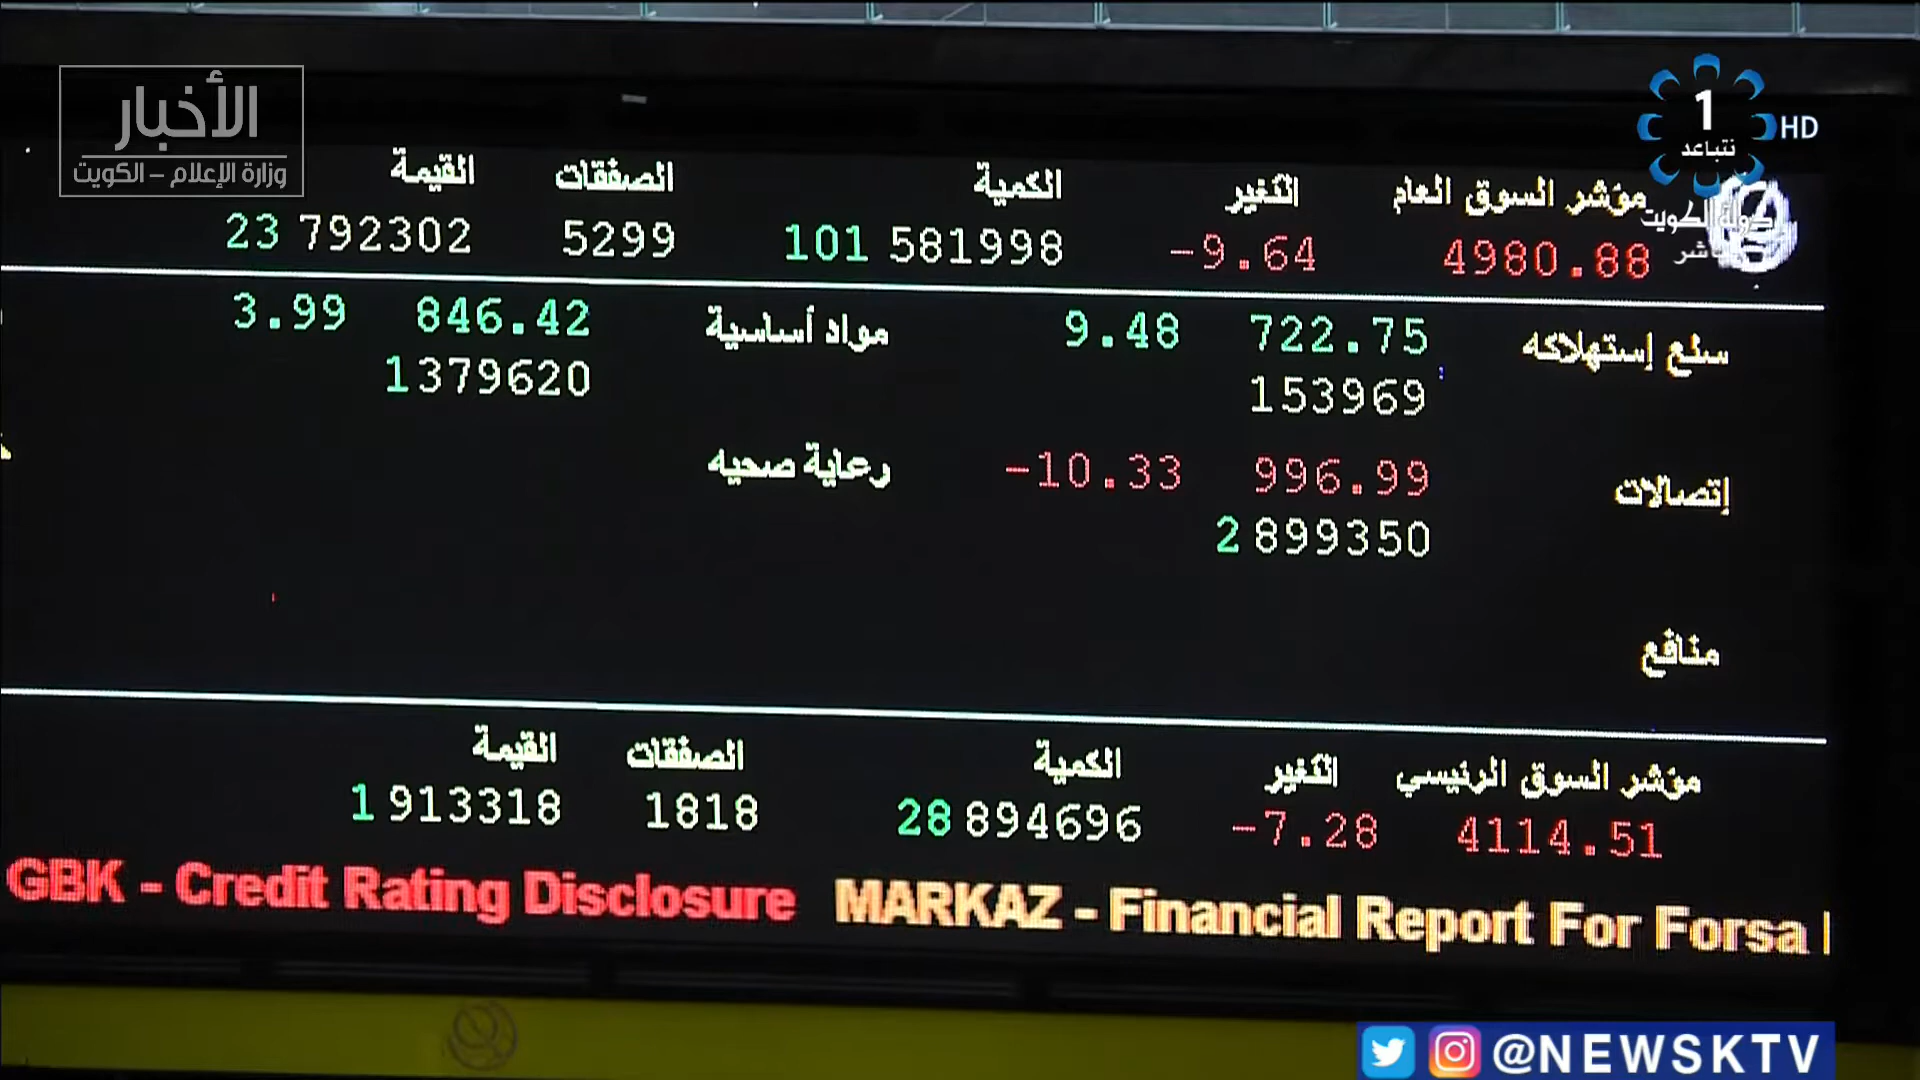 الأخبار
وزارة الإعلام – الكويت
1
نتباعد
HD
دولة الكويت
مباشر
مؤشر السوق العام التغير الكمية الصفقات القيمة
4980.88 -9.64 101 581998 5299 23 792302
سلع إستهلاكه 722.75 9.48 مواد أساسية 846.42 3.99
153969 1379620
إتصالات 996.99 -10.33 رعاية صحيه
2 899350
منافع
مؤشر السوق الرئيسي التغير الكمية الصفقات القيمة
4114.51 -7.28 28 894696 1818 1 913318
GBK - Credit Rating Disclosure MARKAZ - Financial Report For Forsa
@NEWSKTV